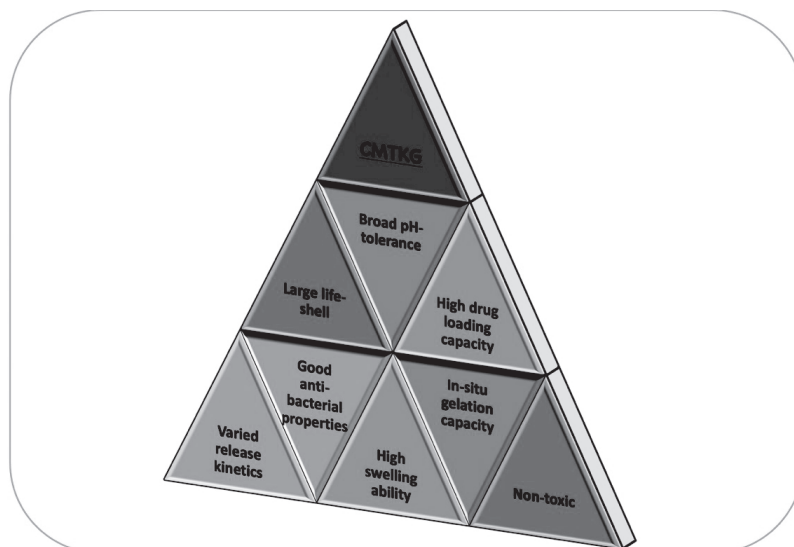 CMTKG
Broad pH-
tolerance
Large life-
shell
High drug
loading
capacity
Good
anti-
bacterial
properties
In-situ
gelation
capacity
Varied
release
kinetics
High
swelling
ability
Non-toxic